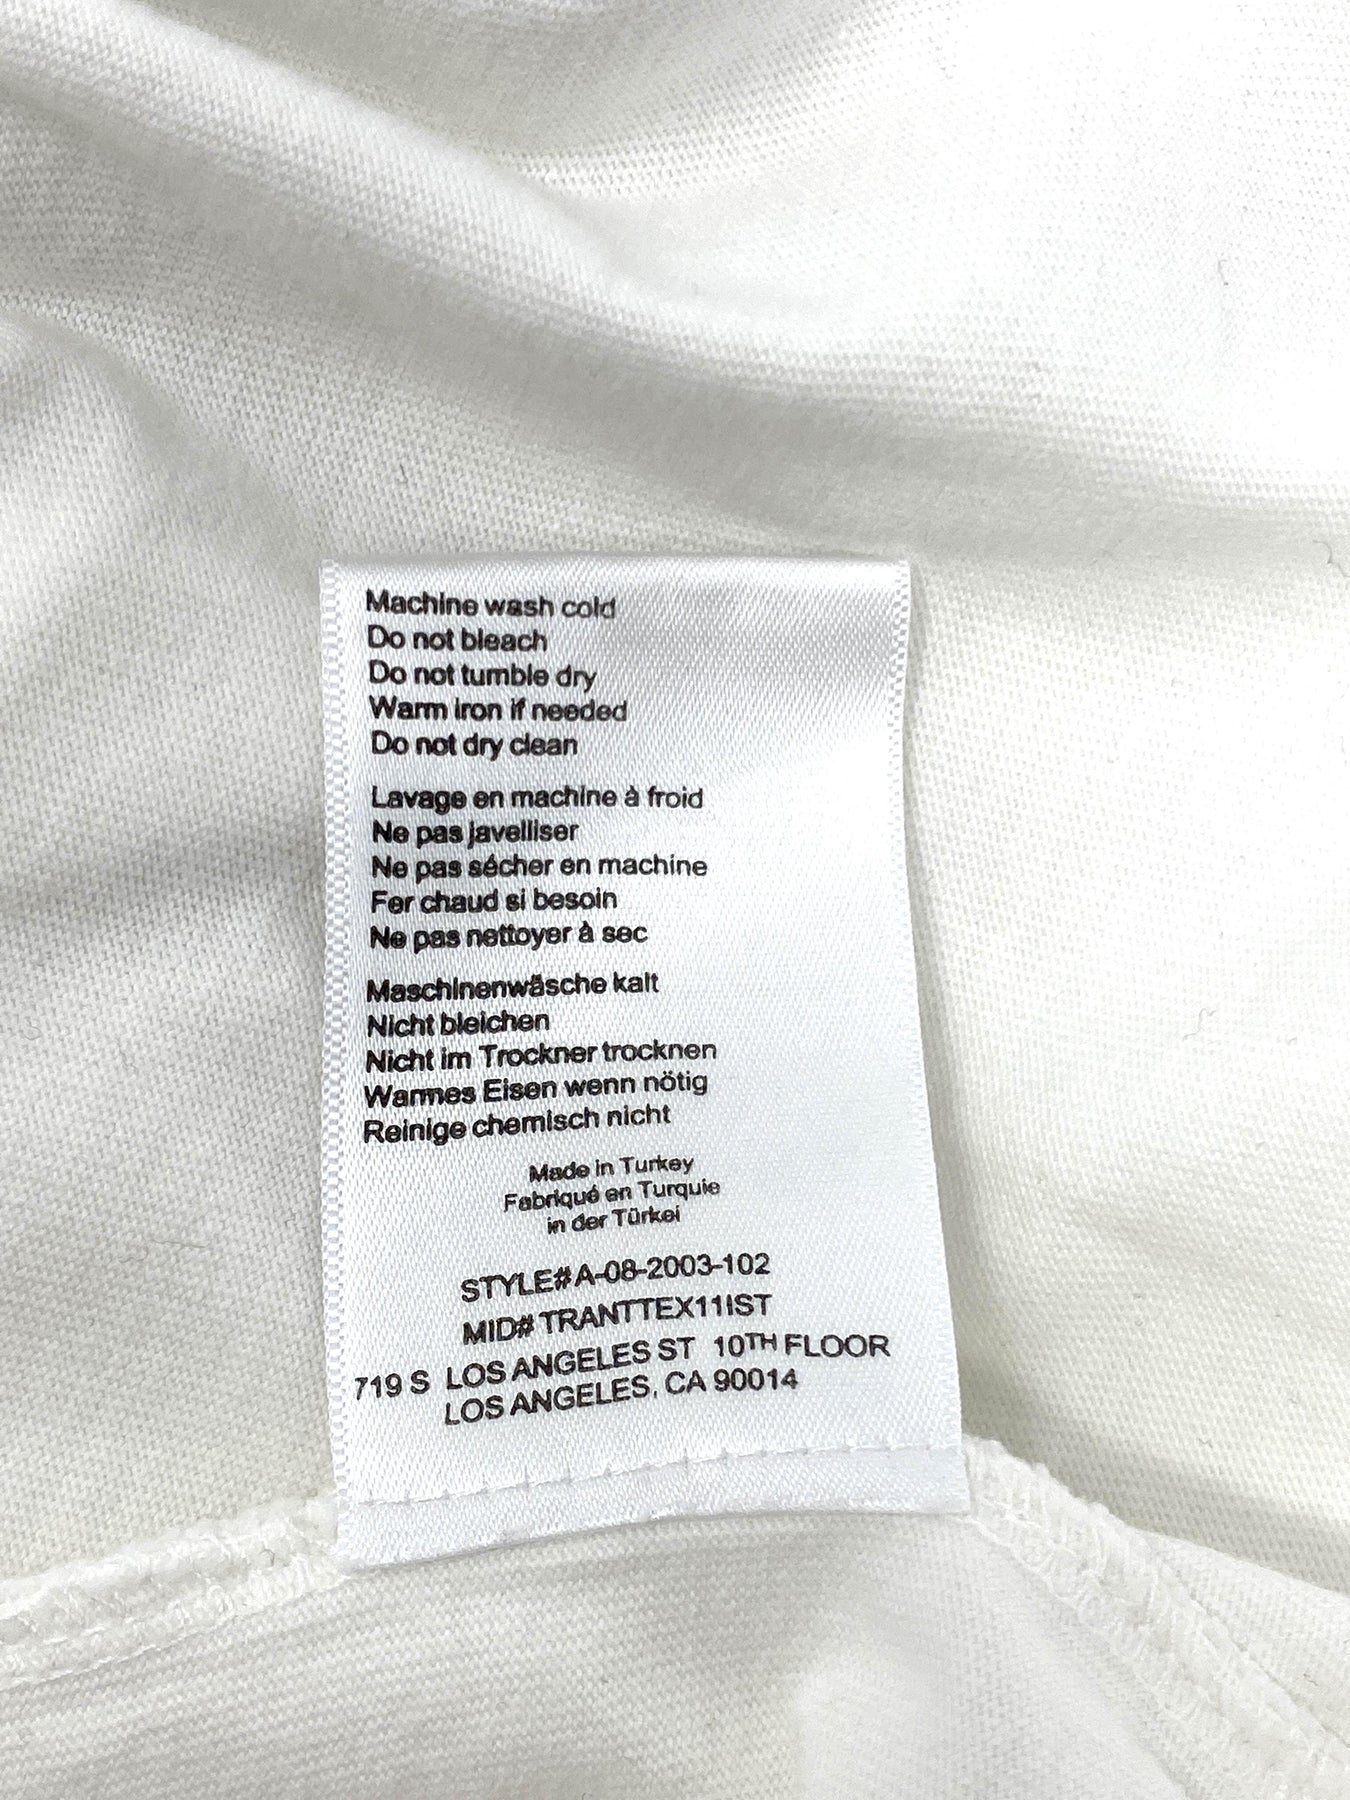 Machine wash cold
Do not bleach
Do not tumble dry
Warm iron if needed
Do not dry clean
Lavage en machine à froid
Ne pas javelliser
Ne pas sécher en machine
Fer chaud si besoin
Ne pas nettoyer à sec
Maschinenwäsche kalt
Nicht bleichen
Nicht im Trockner trocknen
Warmes Eisen wenn nötig
Reinige chemisch nicht
Made in Turkey
Fabriqué en Turquie
in der Türkei
STYLE# A-08-2003-102
MID# TRANTTEX11IST
719 S LOS ANGELES ST 10TH FLOOR
LOS ANGELES, CA 90014